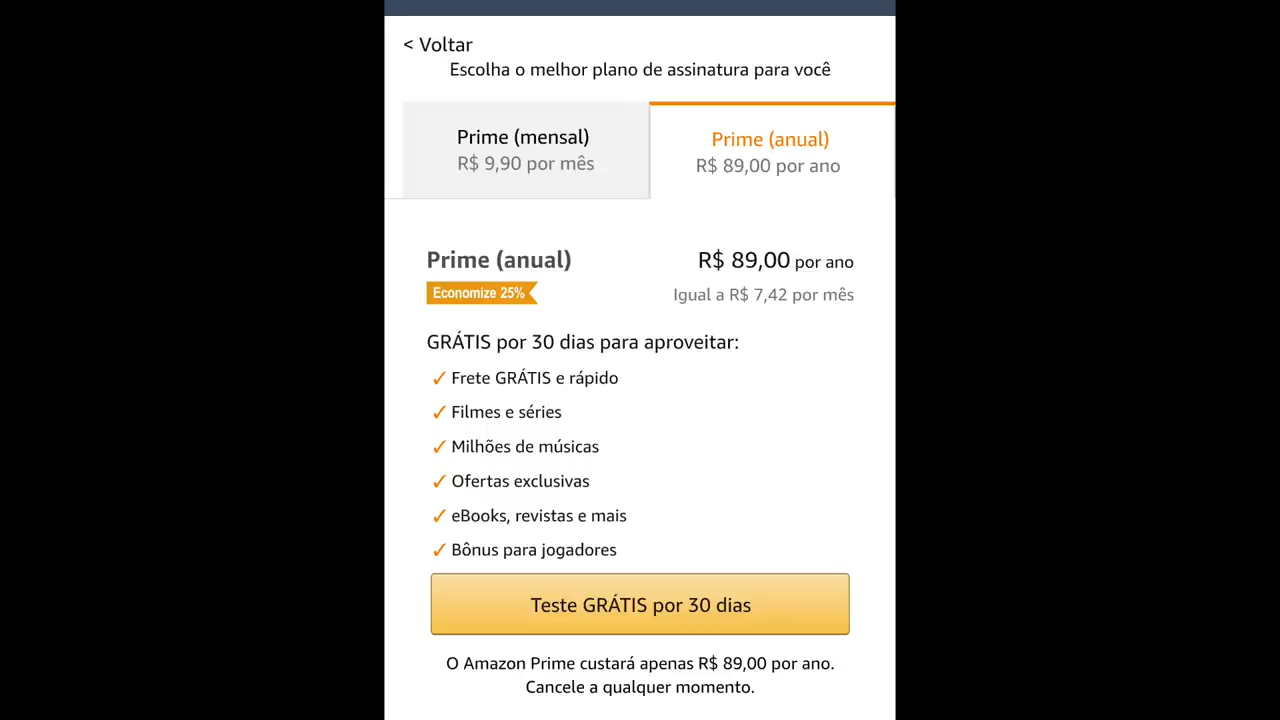 < Voltar
Escolha o melhor plano de assinatura para você
Prime (mensal)
R$ 9,90 por mês
Prime (anual)
R$ 89,00 por ano
Prime (anual)
R$ 89,00 por ano
Economize 25%
Igual a R$ 7,42 por mês
GRÁTIS por 30 dias para aproveitar:
✓ Frete GRÁTIS e rápido
✓ Filmes e séries
✓ Milhões de músicas
✓ Ofertas exclusivas
✓ eBooks, revistas e mais
✓ Bônus para jogadores
Teste GRÁTIS por 30 dias
O Amazon Prime custará apenas R$ 89,00 por ano.
Cancele a qualquer momento.